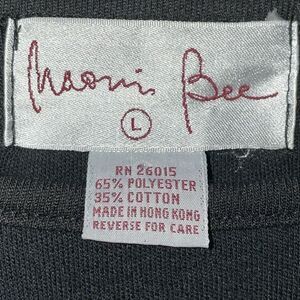 Naomi Bee
L
RN 26015
65% POLYESTER
35% COTTON
MADE IN HONG KONG
REVERSE FOR CARE